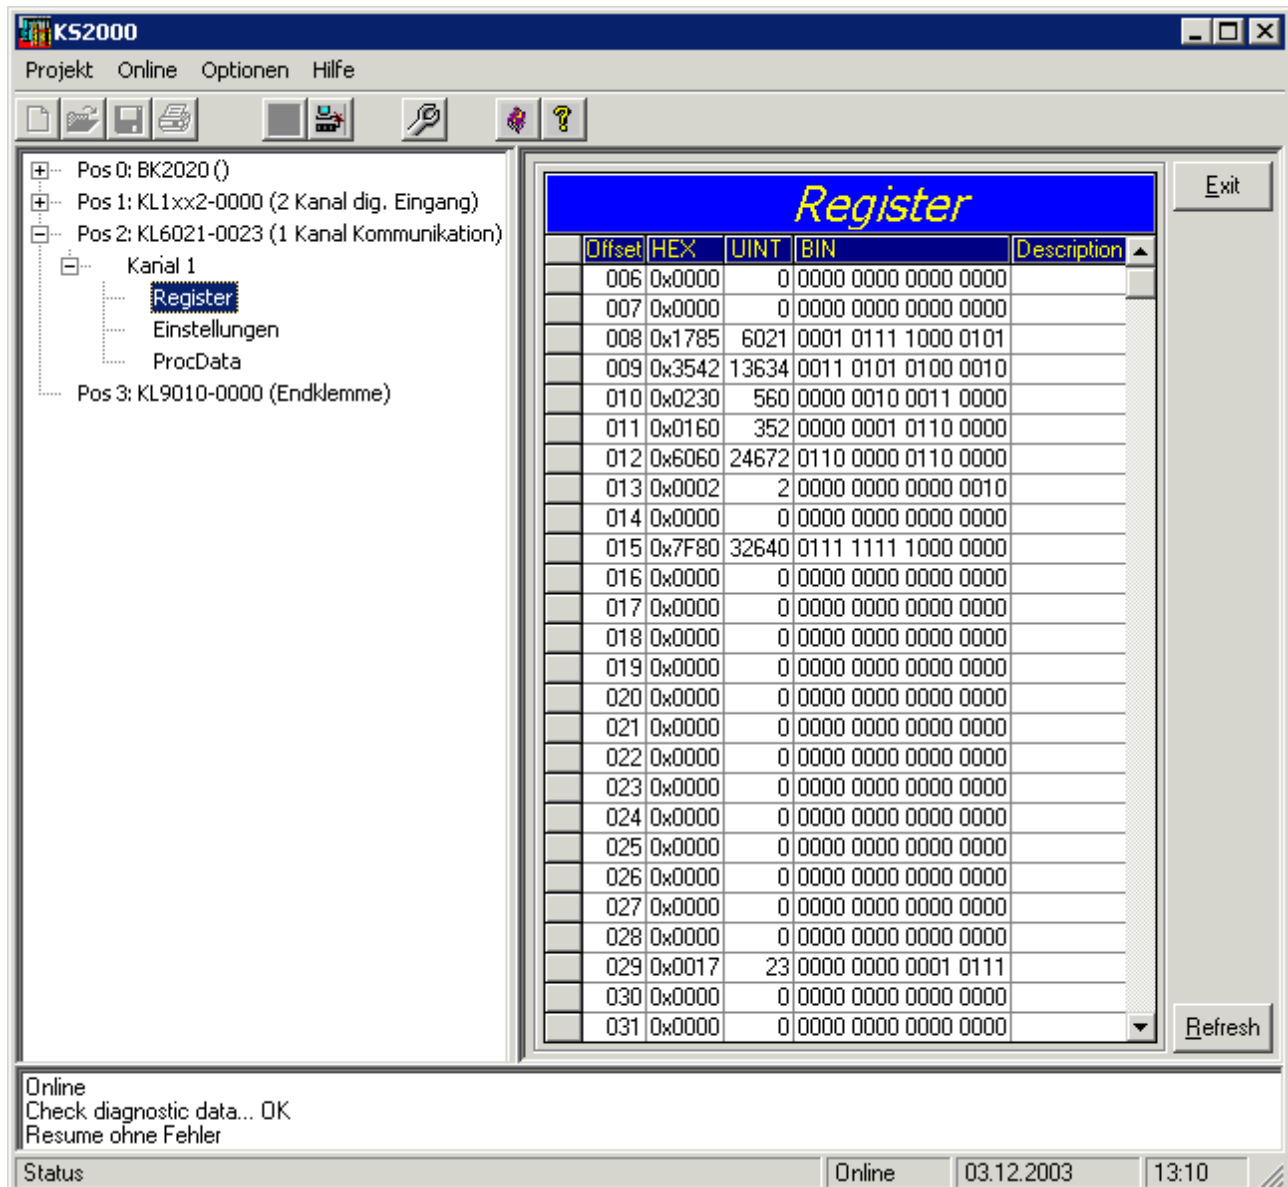 KS2000
Projekt Online Optionen Hilfe
Pos 0: BK2020 ()
Pos 1: KL1xx2-0000 (2 Kanal dig. Eingang)
Pos 2: KL6021-0023 (1 Kanal Kommunikation)
Kanal 1
Register
Einstellungen
ProcData
Pos 3: KL9010-0000 (Endklemme)
Register
Offset HEX UINT BIN Description
006 0x0000 0 0000 0000 0000 0000
007 0x0000 0 0000 0000 0000 0000
008 0x1785 6021 0001 0111 1000 0101
009 0x3542 13634 0011 0101 0100 0010
010 0x0230 560 0000 0010 0011 0000
011 0x0160 352 0000 0001 0110 0000
012 0x6060 24672 0110 0000 0110 0000
013 0x0002 2 0000 0000 0000 0010
014 0x0000 0 0000 0000 0000 0000
015 0x7F80 32640 0111 1111 1000 0000
016 0x0000 0 0000 0000 0000 0000
017 0x0000 0 0000 0000 0000 0000
018 0x0000 0 0000 0000 0000 0000
019 0x0000 0 0000 0000 0000 0000
020 0x0000 0 0000 0000 0000 0000
021 0x0000 0 0000 0000 0000 0000
022 0x0000 0 0000 0000 0000 0000
023 0x0000 0 0000 0000 0000 0000
024 0x0000 0 0000 0000 0000 0000
025 0x0000 0 0000 0000 0000 0000
026 0x0000 0 0000 0000 0000 0000
027 0x0000 0 0000 0000 0000 0000
028 0x0000 0 0000 0000 0000 0000
029 0x0017 23 0000 0000 0001 0111
030 0x0000 0 0000 0000 0000 0000
031 0x0000 0 0000 0000 0000 0000
Exit
Refresh
Online
Check diagnostic data... OK
Resume ohne Fehler
Status Online 03.12.2003 13:10